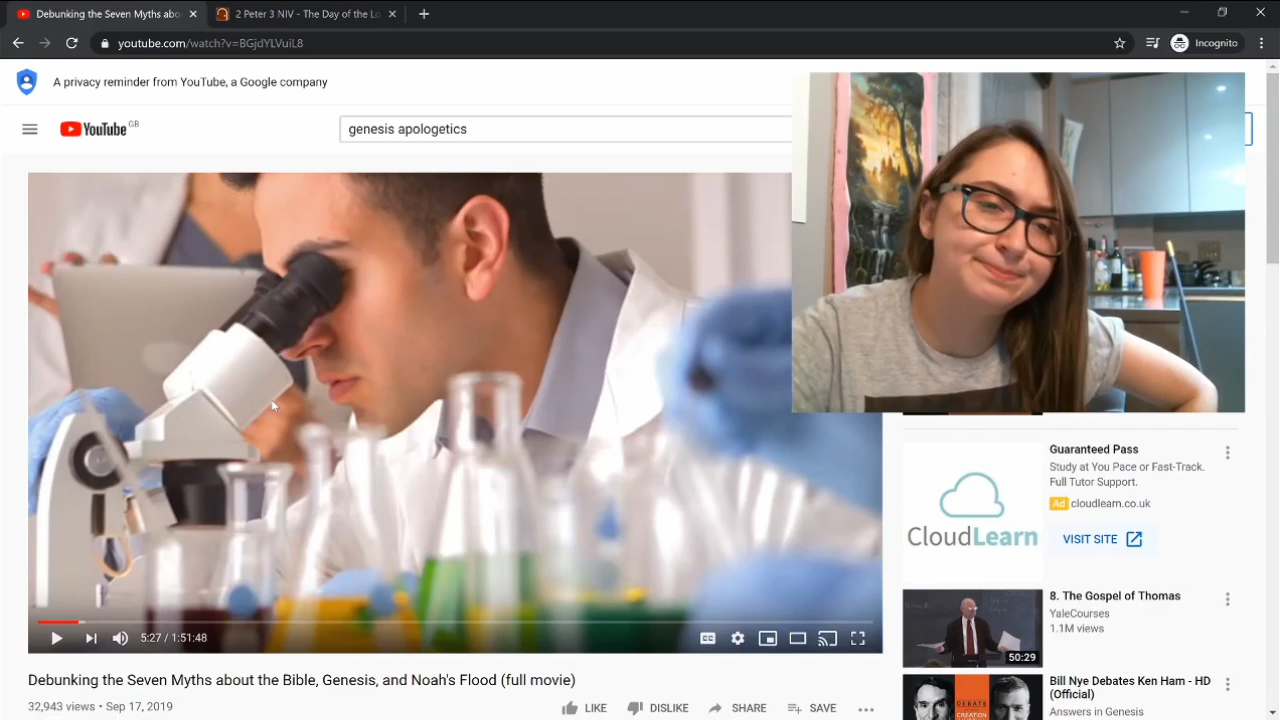 Debunking the Seven Myths abo
2 Peter 3 NIV - The Day of the Lo
youtube.com/watch?v=BGjdYLVuiL8
Incognito
A privacy reminder from YouTube, a Google company
YouTube GB
genesis apologetics
Guaranteed Pass
Study at You Pace or Fast-Track.
Full Tutor Support.
Ad cloudlearn.co.uk
CloudLearn
VISIT SITE
8. The Gospel of Thomas
YaleCourses
1.1M views
50:29
CC
5:27 / 1:51:48
Debunking the Seven Myths about the Bible, Genesis, and Noah's Flood (full movie)
32,943 views • Sep 17, 2019
LIKE
DISLIKE
SHARE
SAVE
Bill Nye Debates Ken Ham - HD
(Official)
Answers in Genesis
DEBATE